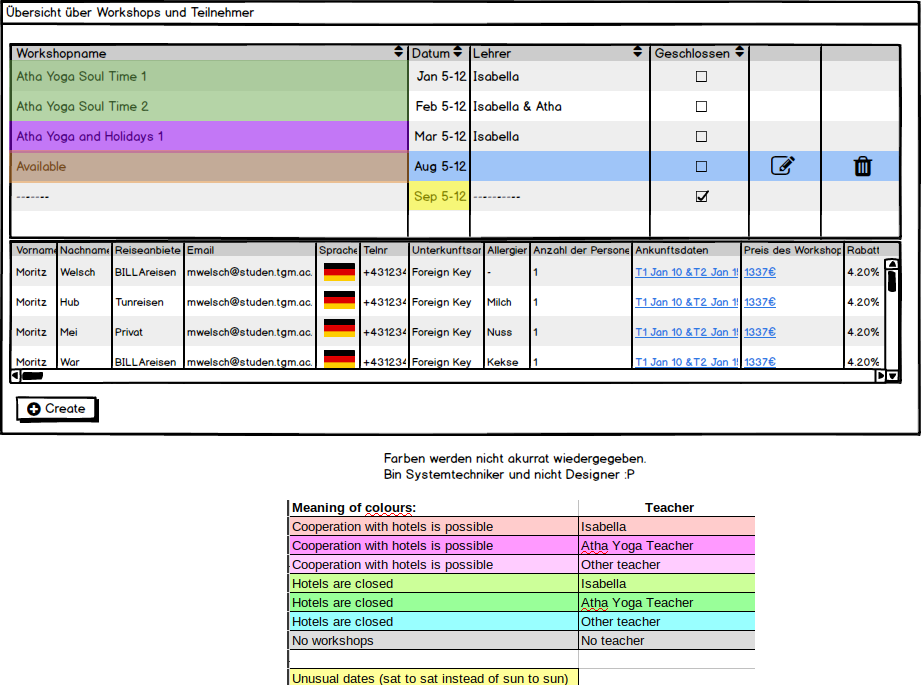 Übersicht über Workshops und Teilnehmer
Workshopname Datum Lehrer Geschlossen
Atha Yoga Soul Time 1 Jan 5-12 Isabella
Atha Yoga Soul Time 2 Feb 5-12 Isabella & Atha
Atha Yoga and Holidays 1 Mar 5-12 Isabella
Available Aug 5-12
------- Sep 5-12 ----------
Vorname Nachname Reiseanbiete Email Sprache Telnr Unterkunftsar Allergier Anzahl der Persone Ankunftsdaten Preis des Workshop Rabatt
Moritz Welsch BILLAreisen mwelsch@studen.tgm.ac. +431234 Foreign Key - 1 T1 Jan 10 &T2 Jan 1 1337€ 4.20%
Moritz Hub Tunreisen mwelsch@studen.tgm.ac. +431234 Foreign Key Milch 1 T1 Jan 10 &T2 Jan 1 1337€ 4.20%
Moritz Mei Privat mwelsch@studen.tgm.ac. +431234 Foreign Key Nuss 1 T1 Jan 10 &T2 Jan 1 1337€ 4.20%
Moritz War BILLAreisen mwelsch@studen.tgm.ac. +431234 Foreign Key Kekse 1 T1 Jan 10 &T2 Jan 1 1337€ 4.20%
Create
Farben werden nicht akurrat wiedergegeben.
Bin Systemtechniker und nicht Designer :P
Meaning of colours: Teacher
Cooperation with hotels is possible Isabella
Cooperation with hotels is possible Atha Yoga Teacher
Cooperation with hotels is possible Other teacher
Hotels are closed Isabella
Hotels are closed Atha Yoga Teacher
Hotels are closed Other teacher
No workshops No teacher
Unusual dates (sat to sat instead of sun to sun)